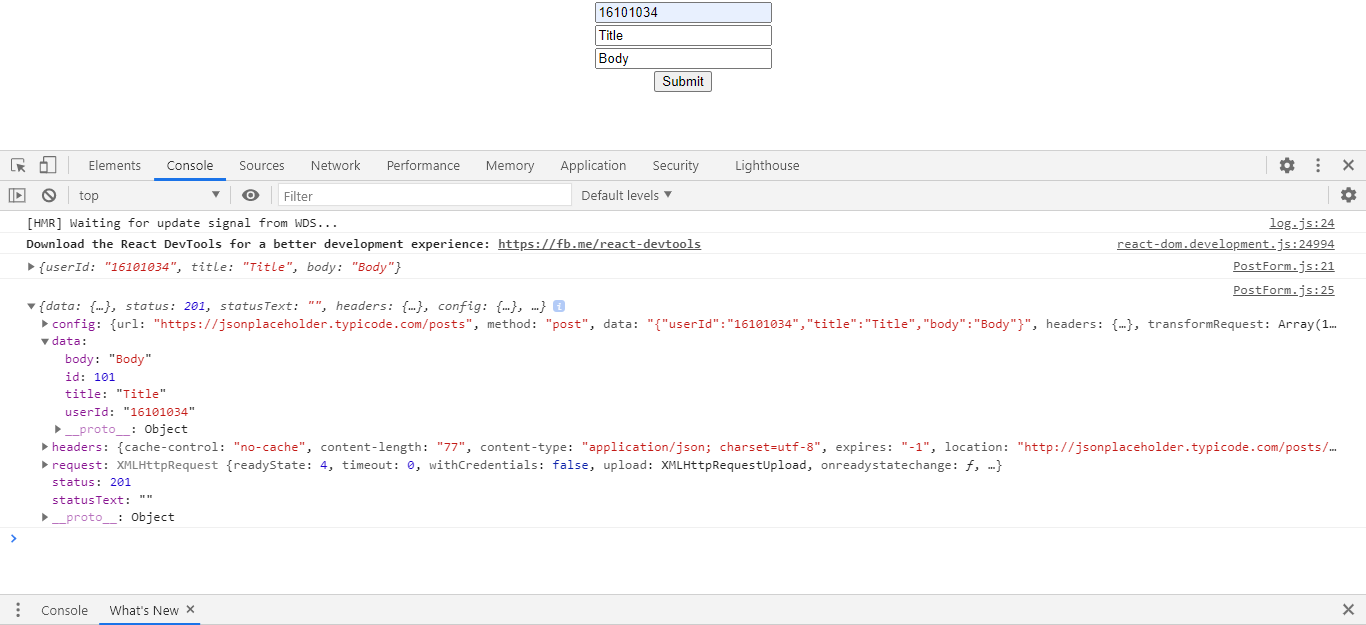 16101034
Title
Body
Submit
Elements Console Sources Network Performance Memory Application Security Lighthouse
top Filter Default levels
[HMR] Waiting for update signal from WDS... log.js:24
Download the React DevTools for a better development experience: https://fb.me/react-devtools react-dom.development.js:24994
{userId: "16101034", title: "Title", body: "Body"} PostForm.js:21
PostForm.js:25
{data: {…}, status: 201, statusText: "", headers: {…}, config: {…}, …}
config: {url: "https://jsonplaceholder.typicode.com/posts", method: "post", data: "{"userId":"16101034","title":"Title","body":"Body"}", headers: {…}, transformRequest: Array(1…
data:
body: "Body"
id: 101
title: "Title"
userId: "16101034"
__proto__: Object
headers: {cache-control: "no-cache", content-length: "77", content-type: "application/json; charset=utf-8", expires: "-1", location: "http://jsonplaceholder.typicode.com/posts/…
request: XMLHttpRequest {readyState: 4, timeout: 0, withCredentials: false, upload: XMLHttpRequestUpload, onreadystatechange: ƒ, …}
status: 201
statusText: ""
__proto__: Object
Console What's New